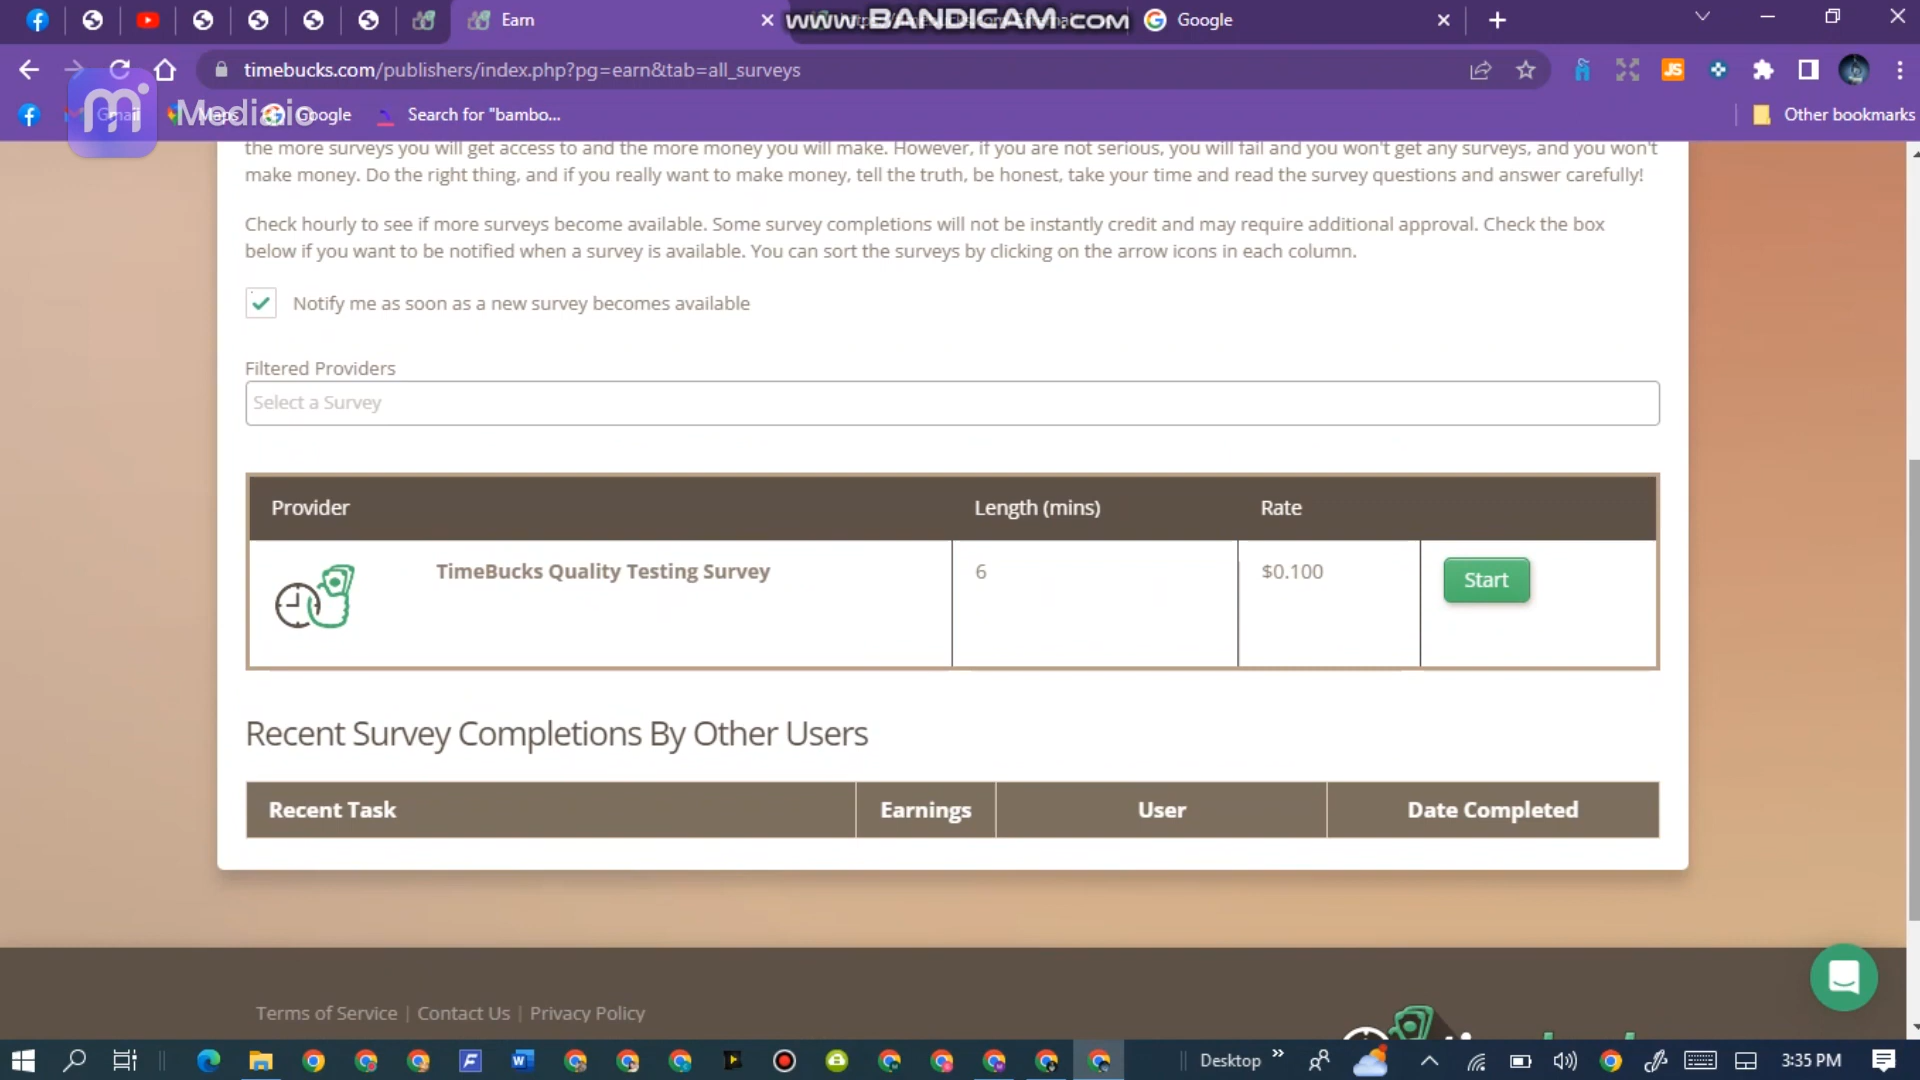 Earn
www.BANDICAM.com
Google
timebucks.com/publishers/index.php?pg=earn&tab=all_surveys
Gmail
Media.io
Maps
Google
Search for "bambo...
Other bookmarks
the more surveys you will get access to and the more money you will make. However, if you are not serious, you will fail and you won't get any surveys, and you won't
make money. Do the right thing, and if you really want to make money, tell the truth, be honest, take your time and read the survey questions and answer carefully!
Check hourly to see if more surveys become available. Some survey completions will not be instantly credit and may require additional approval. Check the box
below if you want to be notified when a survey is available. You can sort the surveys by clicking on the arrow icons in each column.
Notify me as soon as a new survey becomes available
Filtered Providers
Select a Survey
Provider Length (mins) Rate
TimeBucks Quality Testing Survey 6 $0.100 Start
Recent Survey Completions By Other Users
Recent Task Earnings User Date Completed
Terms of Service | Contact Us | Privacy Policy
Desktop
3:35 PM